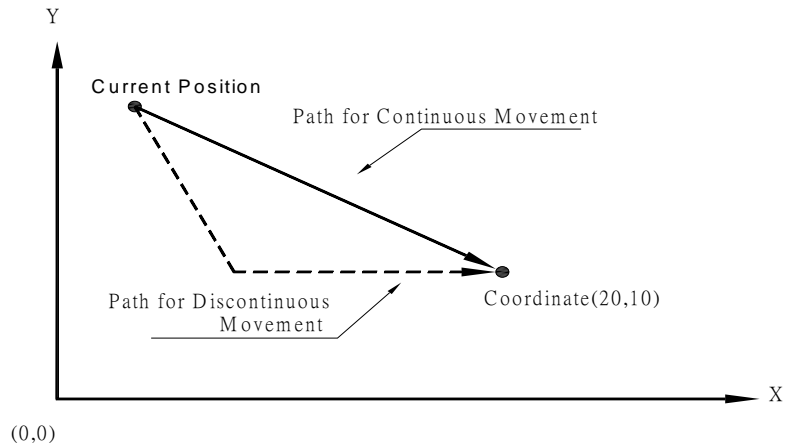 Y
Current Position
Path for Continuous Movement
Path for Discontinuous
Movement
Coordinate(20,10)
X
(0,0)